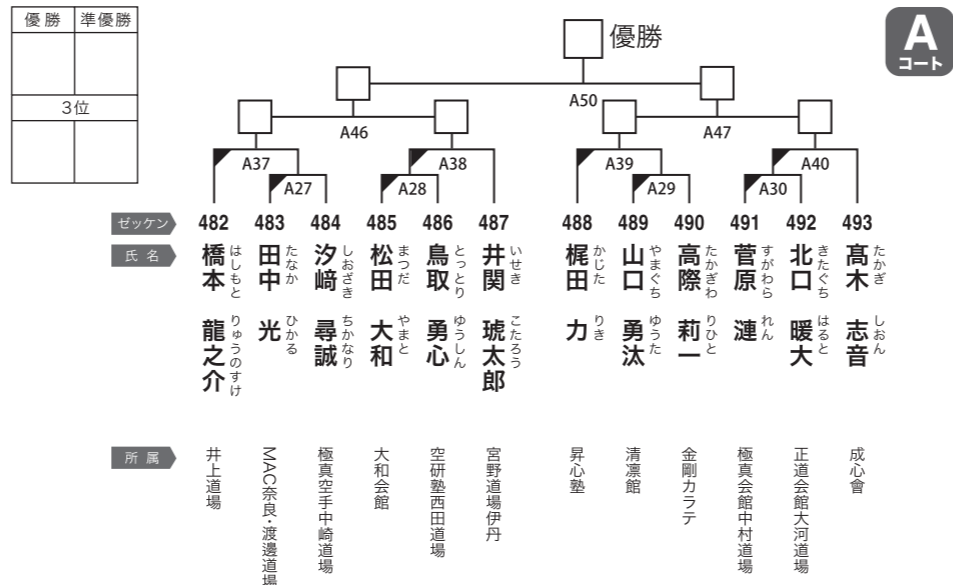 優勝 準優勝
3位
優勝
A
コート
A50
A46 A47
A37 A38 A39 A40
A27 A28 A29 A30
ゼッケン 482 483 484 485 486 487 488 489 490 491 492 493
氏名
橋本 龍之介
はしもと りゅうのすけ
田中 光
たなか ひかる
汐﨑 尋誠
しおざき ちかなり
松田 大和
まつだ やまと
鳥取 勇心
とっとり ゆうしん
井関 琥太郎
いせき こたろう
梶田 力
かじた りき
山口 勇汰
やまぐち ゆうた
高際 莉一
たかぎわ りひと
菅原 漣
すがわら れん
北口 暖大
きたぐち はると
髙木 志音
たかぎ しおん
所属
井上道場
MAC奈良・渡邊道場
極真空手中崎道場
大和会館
空研塾西田道場
宮野道場伊丹
昇心塾
清凛館
金剛カラテ
極真会館中村道場
正道会館大河道場
成心會